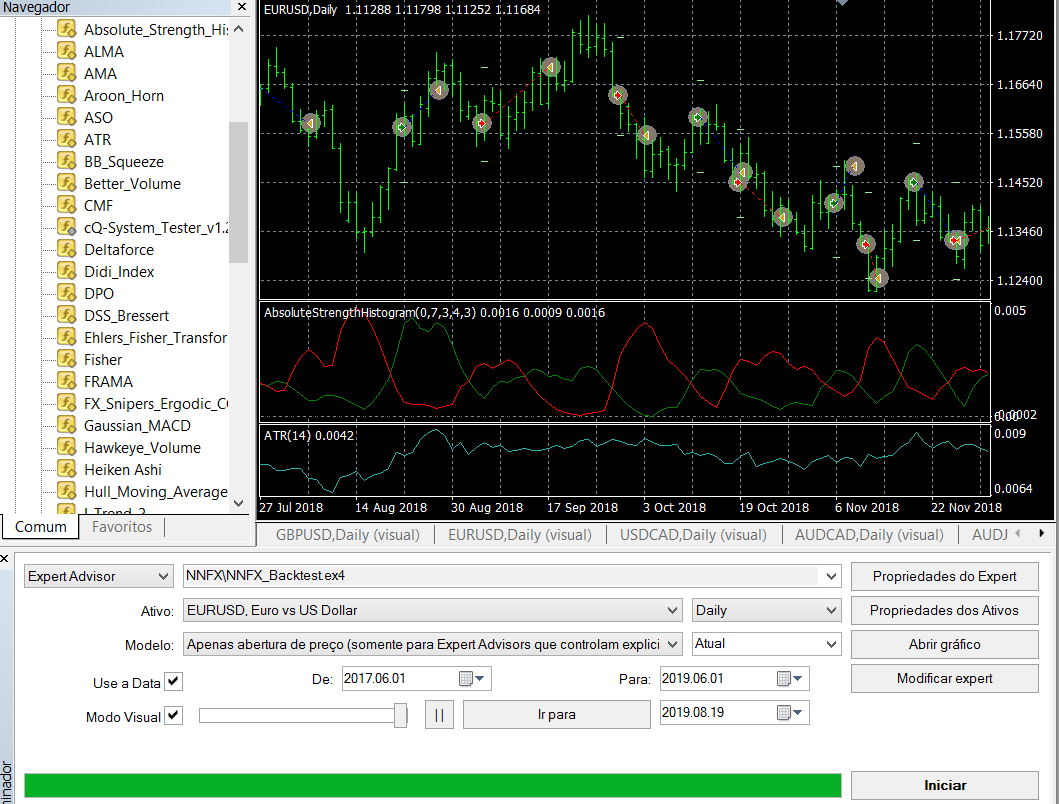 Navegador
Absolute_Strength_His
ALMA
AMA
Aroon_Horn
ASO
ATR
BB_Squeeze
Better_Volume
CMF
cQ-System_Tester_v1.2
Deltaforce
Didi_Index
DPO
DSS_Bressert
Ehlers_Fisher_Transfor
Fisher
FRAMA
FX_Snipers_Ergodic_C
Gaussian_MACD
Hawkeye_Volume
Heiken Ashi
Hull_Moving_Average
I-Trend_2
Comum
Favoritos
EURUSD,Daily 1.11288 1.11798 1.11252 1.11684
1.17720
1.16640
1.15580
1.14520
1.13460
1.12400
AbsoluteStrengthHistogram(0,7,3,4,3) 0.0016 0.0009 0.0016
0.005
ATR(14) 0.0042
0.009
0.0064
27 Jul 2018
14 Aug 2018
30 Aug 2018
17 Sep 2018
3 Oct 2018
19 Oct 2018
6 Nov 2018
22 Nov 2018
GBPUSD,Daily (visual)
EURUSD,Daily (visual)
USDCAD,Daily (visual)
AUDCAD,Daily (visual)
AUDJ
Expert Advisor
NNFX\NNFX_Backtest.ex4
Propriedades do Expert
Ativo:
EURUSD, Euro vs US Dollar
Daily
Propriedades dos Ativos
Modelo:
Apenas abertura de preço (somente para Expert Advisors que controlam explici
Atual
Abrir gráfico
Use a Data
De:
2017.06.01
Para:
2019.06.01
Modificar expert
Modo Visual
Ir para
2019.08.19
Iniciar
inador